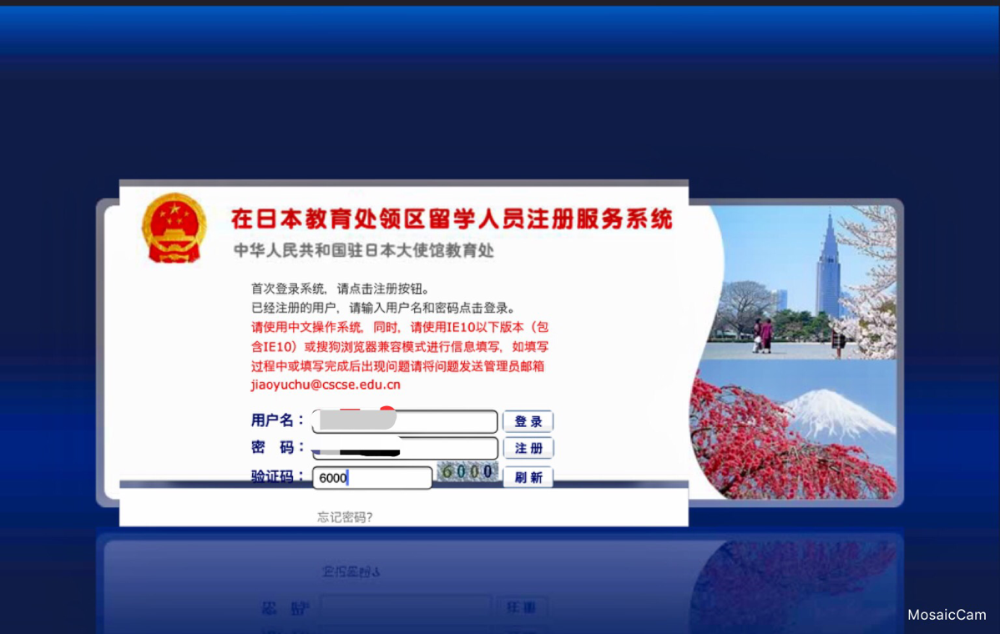 在日本教育处领区留学人员注册服务系统
中华人民共和国驻日本大使馆教育处
首次登录系统，请点击注册按钮。
已经注册的用户，请输入用户名和密码点击登录。
请使用中文操作系统，同时，请使用IE10以下版本（包
含IE10）或搜狗浏览器兼容模式进行信息填写，如填写
过程中或填写完成后出现问题请将问题发送管理员邮箱
jiaoyuchu@cscse.edu.cn
用户名： 登 录
密　码： 注 册
验证码： 6000 6000 刷 新
忘记密码?
MosaicCam